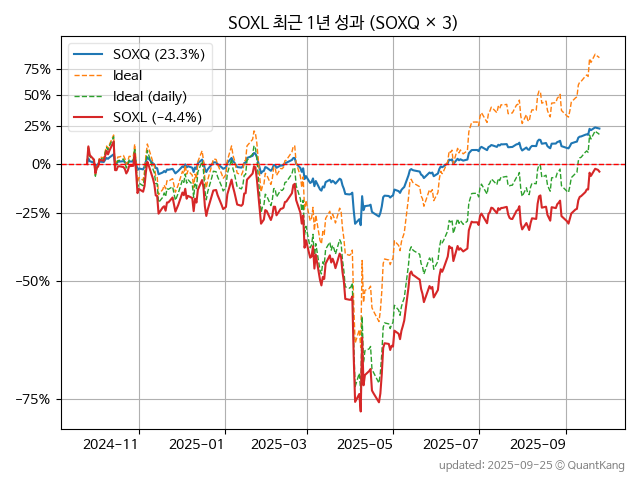 SOXL 최근 1년 성과 (SOXQ × 3)
SOXQ (23.3%)
Ideal
Ideal (daily)
SOXL (−4.4%)
75%
50%
25%
0%
−25%
−50%
−75%
2024-11
2025-01
2025-03
2025-05
2025-07
2025-09
updated: 2025-09-25 ⓒ QuantKang